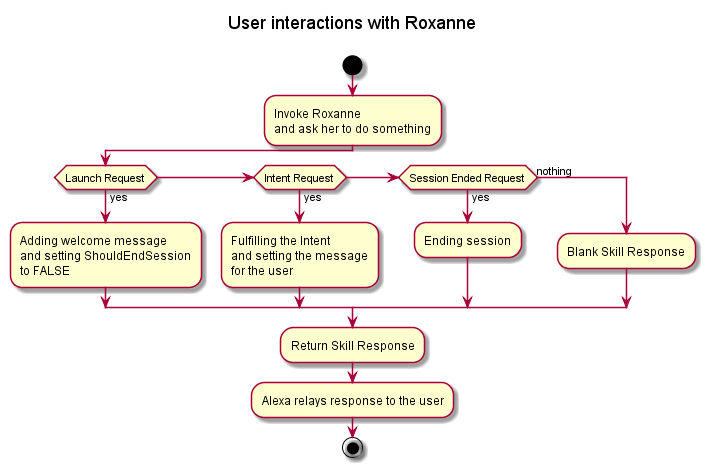 User interactions with Roxanne
Invoke Roxanne
and ask her to do something
Launch Request
Intent Request
Session Ended Request
nothing
yes
yes
yes
Adding welcome message
and setting ShouldEndSession
to FALSE
Fulfilling the Intent
and setting the message
for the user
Ending session
Blank Skill Response
Return Skill Response
Alexa relays response to the user